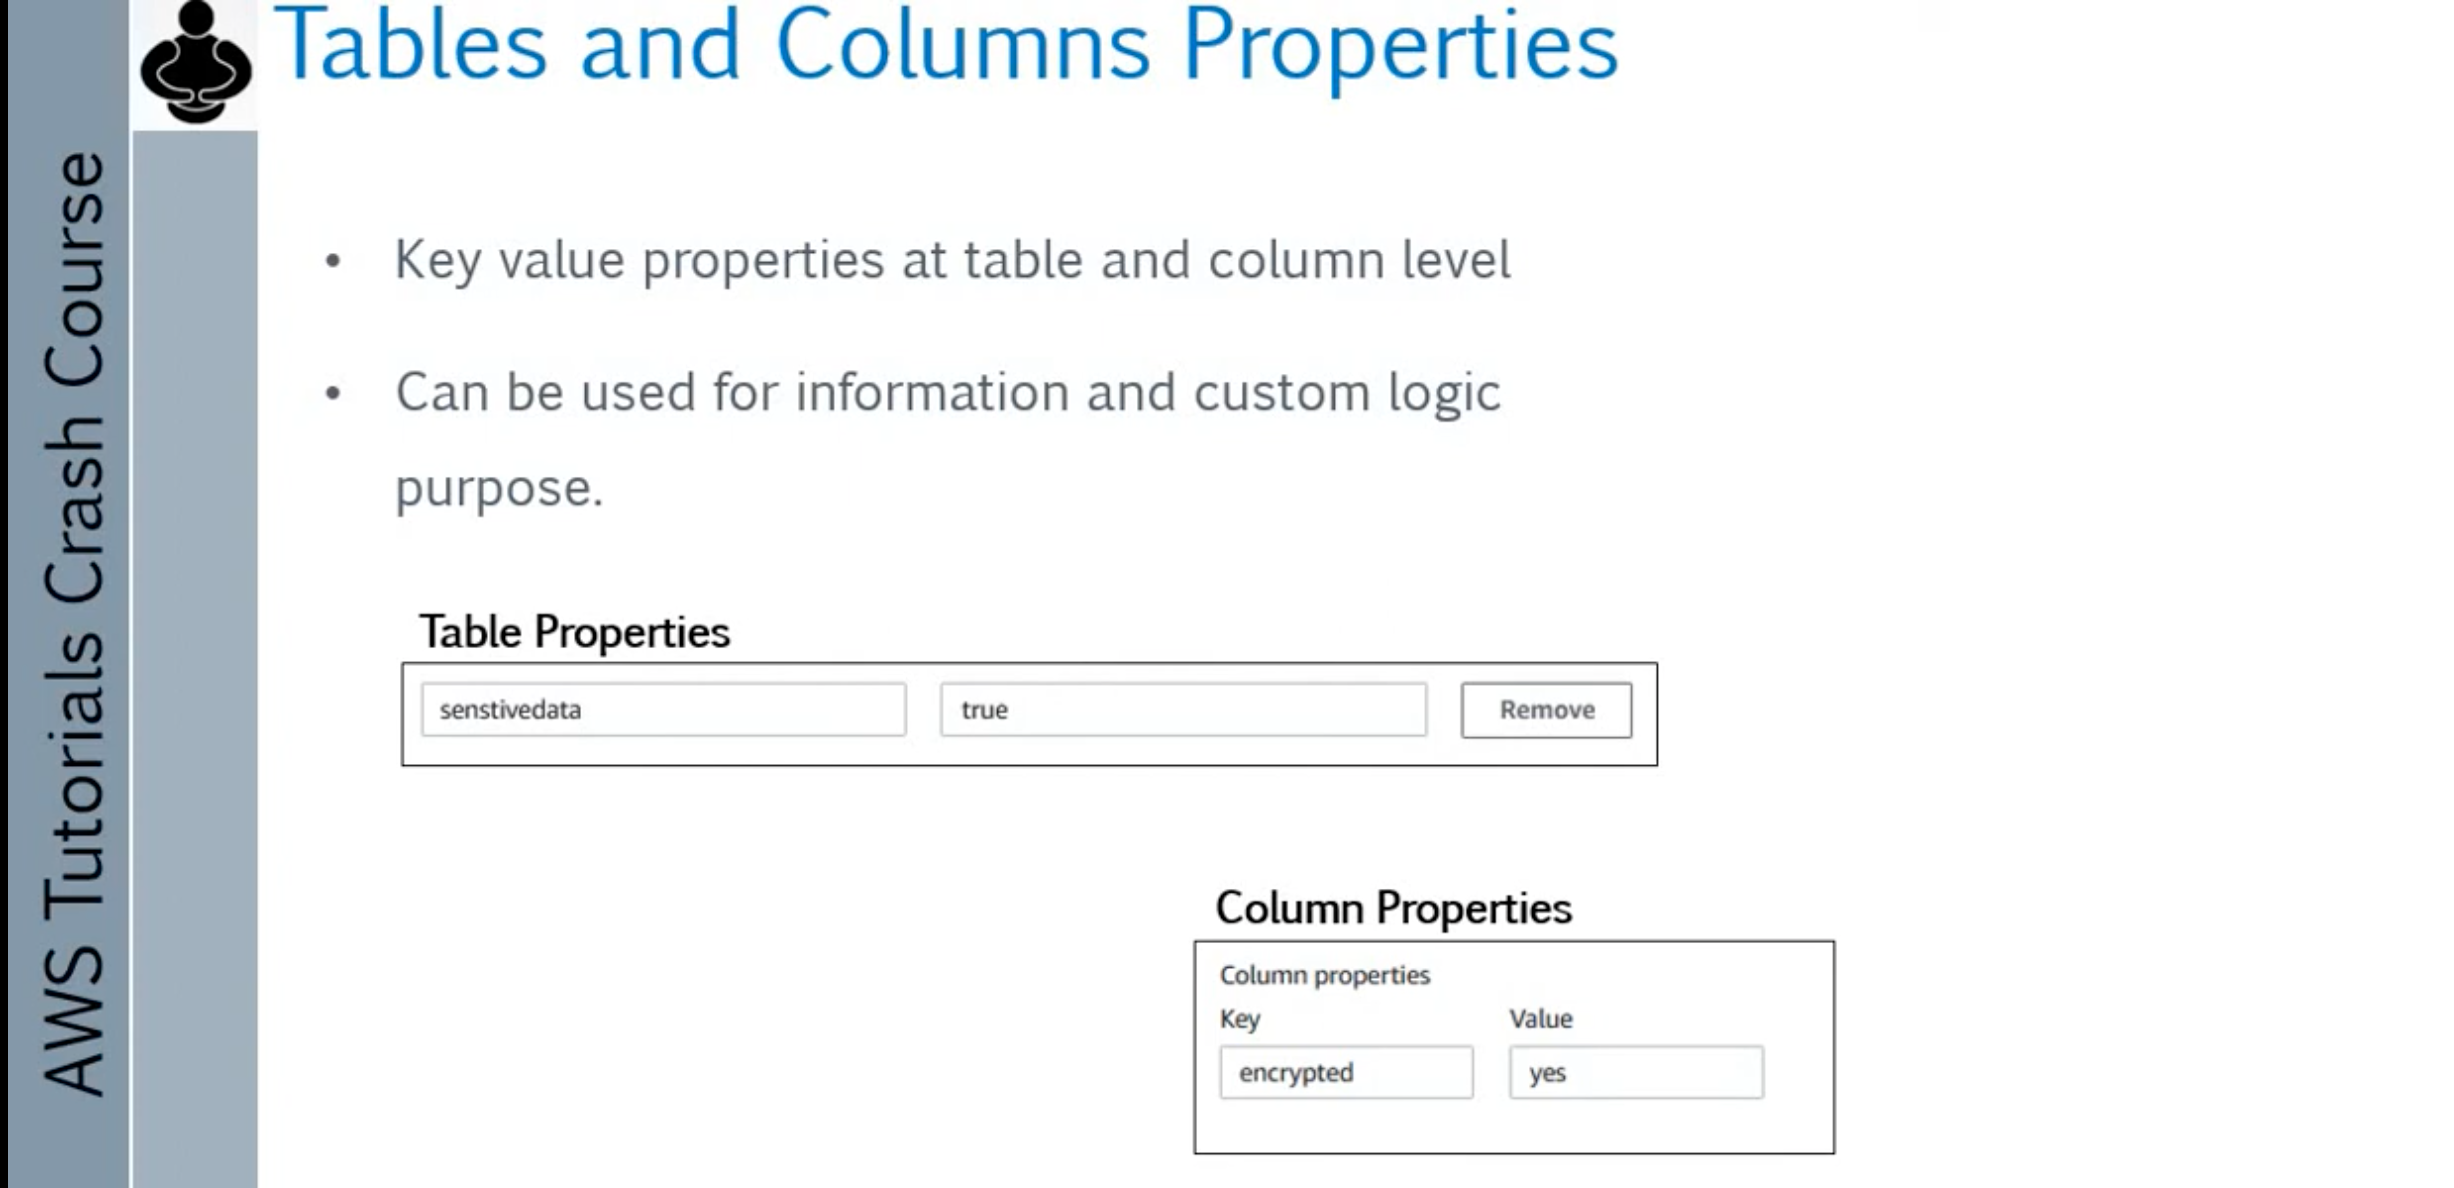 Tables and Columns Properties
AWS Tutorials Crash Course
• Key value properties at table and column level
• Can be used for information and custom logic
purpose.
Table Properties
senstivedata true Remove
Column Properties
Column properties
Key Value
encrypted yes